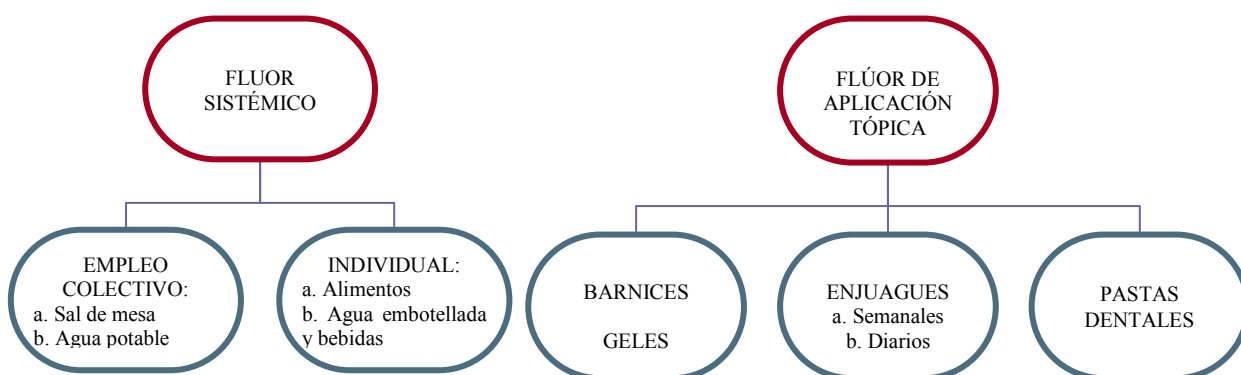 FLUOR
SISTÉMICO
FLÚOR DE
APLICACIÓN
TÓPICA
EMPLEO
COLECTIVO:
a. Sal de mesa
b. Agua potable
INDIVIDUAL:
a. Alimentos
b. Agua embotellada
y bebidas
BARNICES
GELES
ENJUAGUES
a. Semanales
b. Diarios
PASTAS
DENTALES